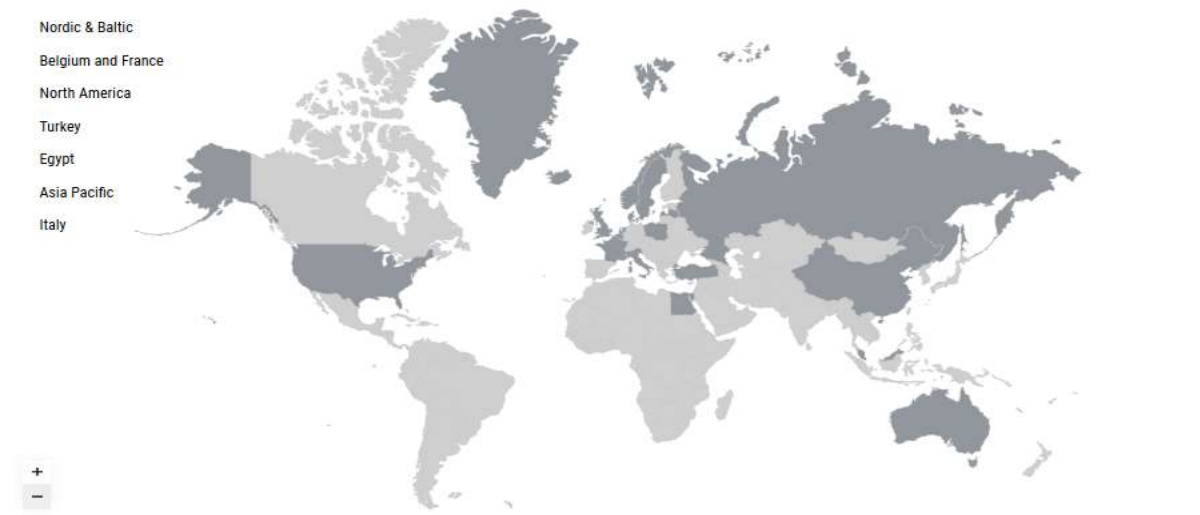 Nordic & Baltic
Belgium and France
North America
Turkey
Egypt
Asia Pacific
Italy
+
−